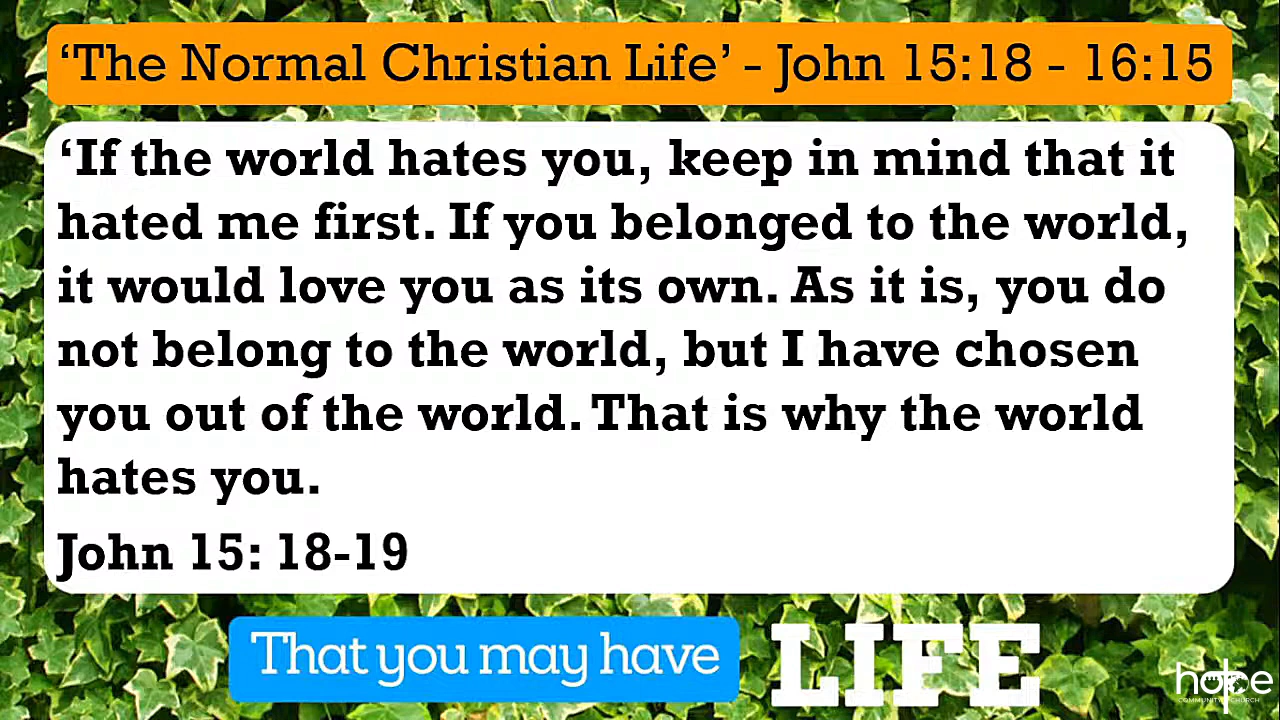 ‘The Normal Christian Life’ - John 15:18 - 16:15
‘If the world hates you, keep in mind that it
hated me first. If you belonged to the world,
it would love you as its own. As it is, you do
not belong to the world, but I have chosen
you out of the world. That is why the world
hates you.
John 15: 18-19
That you may have LIFE
hope
COMMUNITY CHURCH